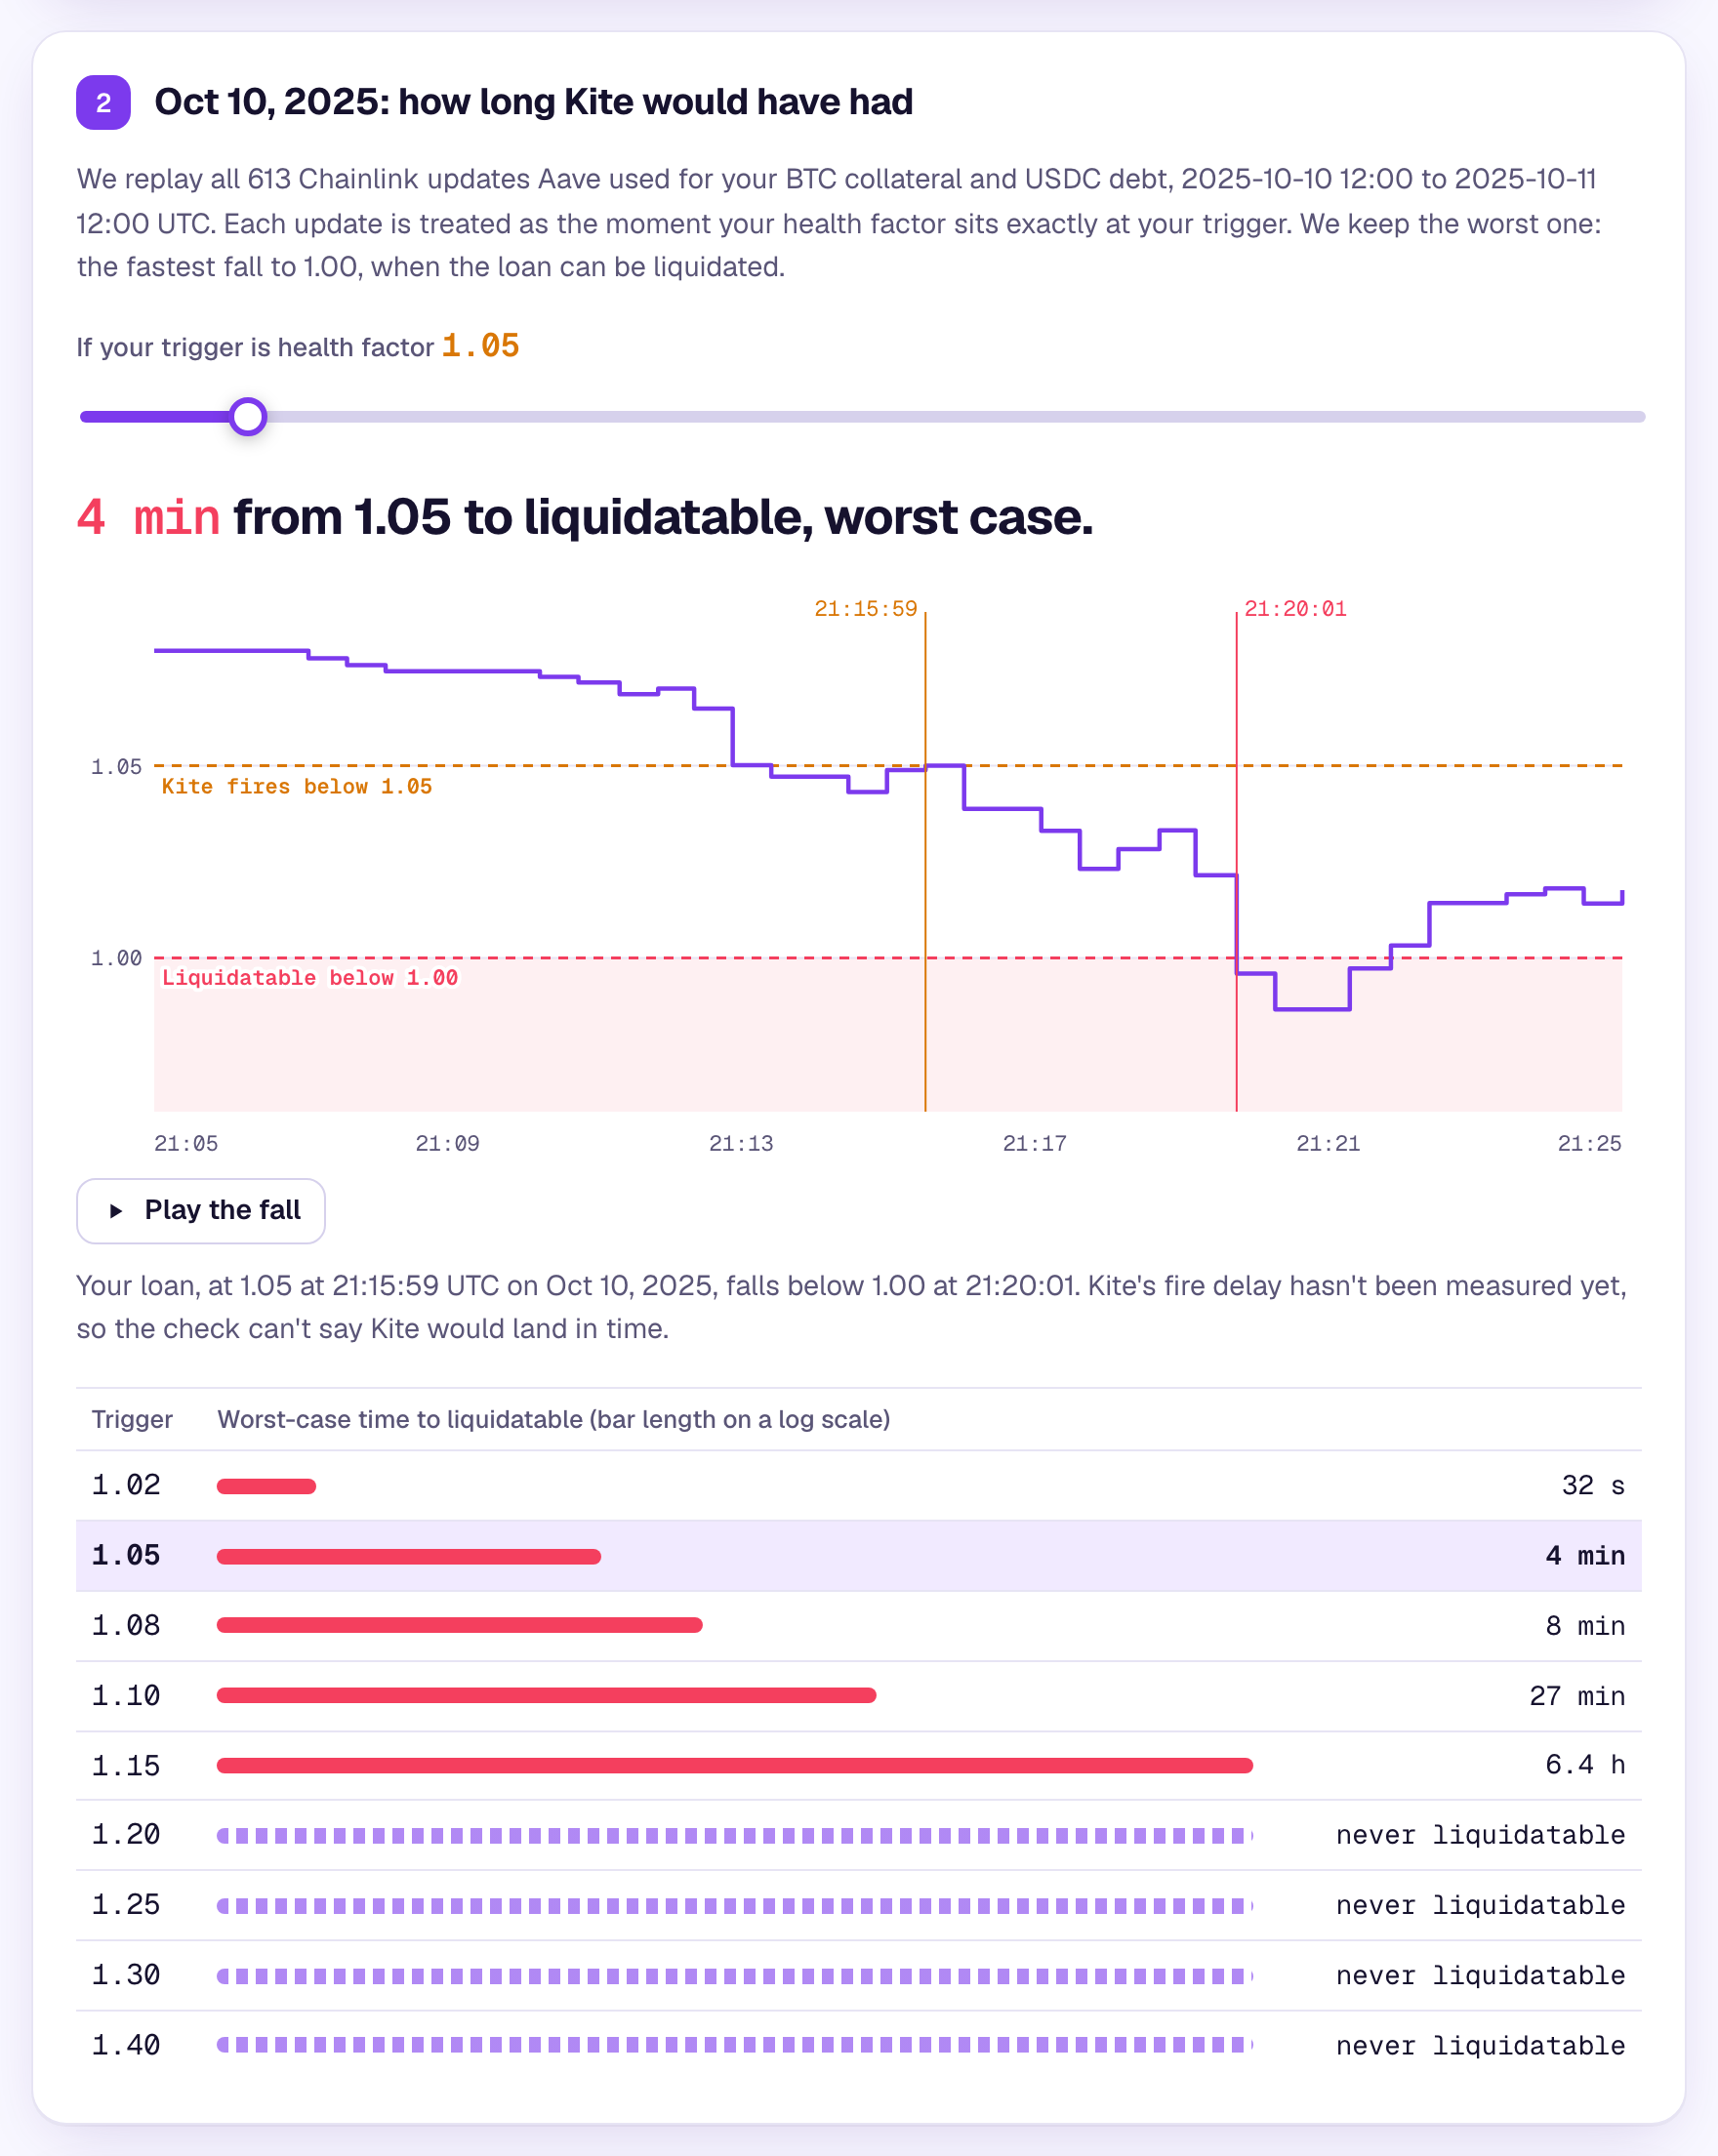 2
Oct 10, 2025: how long Kite would have had
We replay all 613 Chainlink updates Aave used for your BTC collateral and USDC debt, 2025-10-10 12:00 to 2025-10-11
12:00 UTC. Each update is treated as the moment your health factor sits exactly at your trigger. We keep the worst one:
the fastest fall to 1.00, when the loan can be liquidated.
If your trigger is health factor 1.05
4 min from 1.05 to liquidatable, worst case.
21:15:59
21:20:01
1.05
Kite fires below 1.05
1.00
Liquidatable below 1.00
21:05 21:09 21:13 21:17 21:21 21:25
Play the fall
Your loan, at 1.05 at 21:15:59 UTC on Oct 10, 2025, falls below 1.00 at 21:20:01. Kite's fire delay hasn't been measured yet,
so the check can't say Kite would land in time.
Trigger Worst-case time to liquidatable (bar length on a log scale)
1.02 32 s
1.05 4 min
1.08 8 min
1.10 27 min
1.15 6.4 h
1.20 never liquidatable
1.25 never liquidatable
1.30 never liquidatable
1.40 never liquidatable